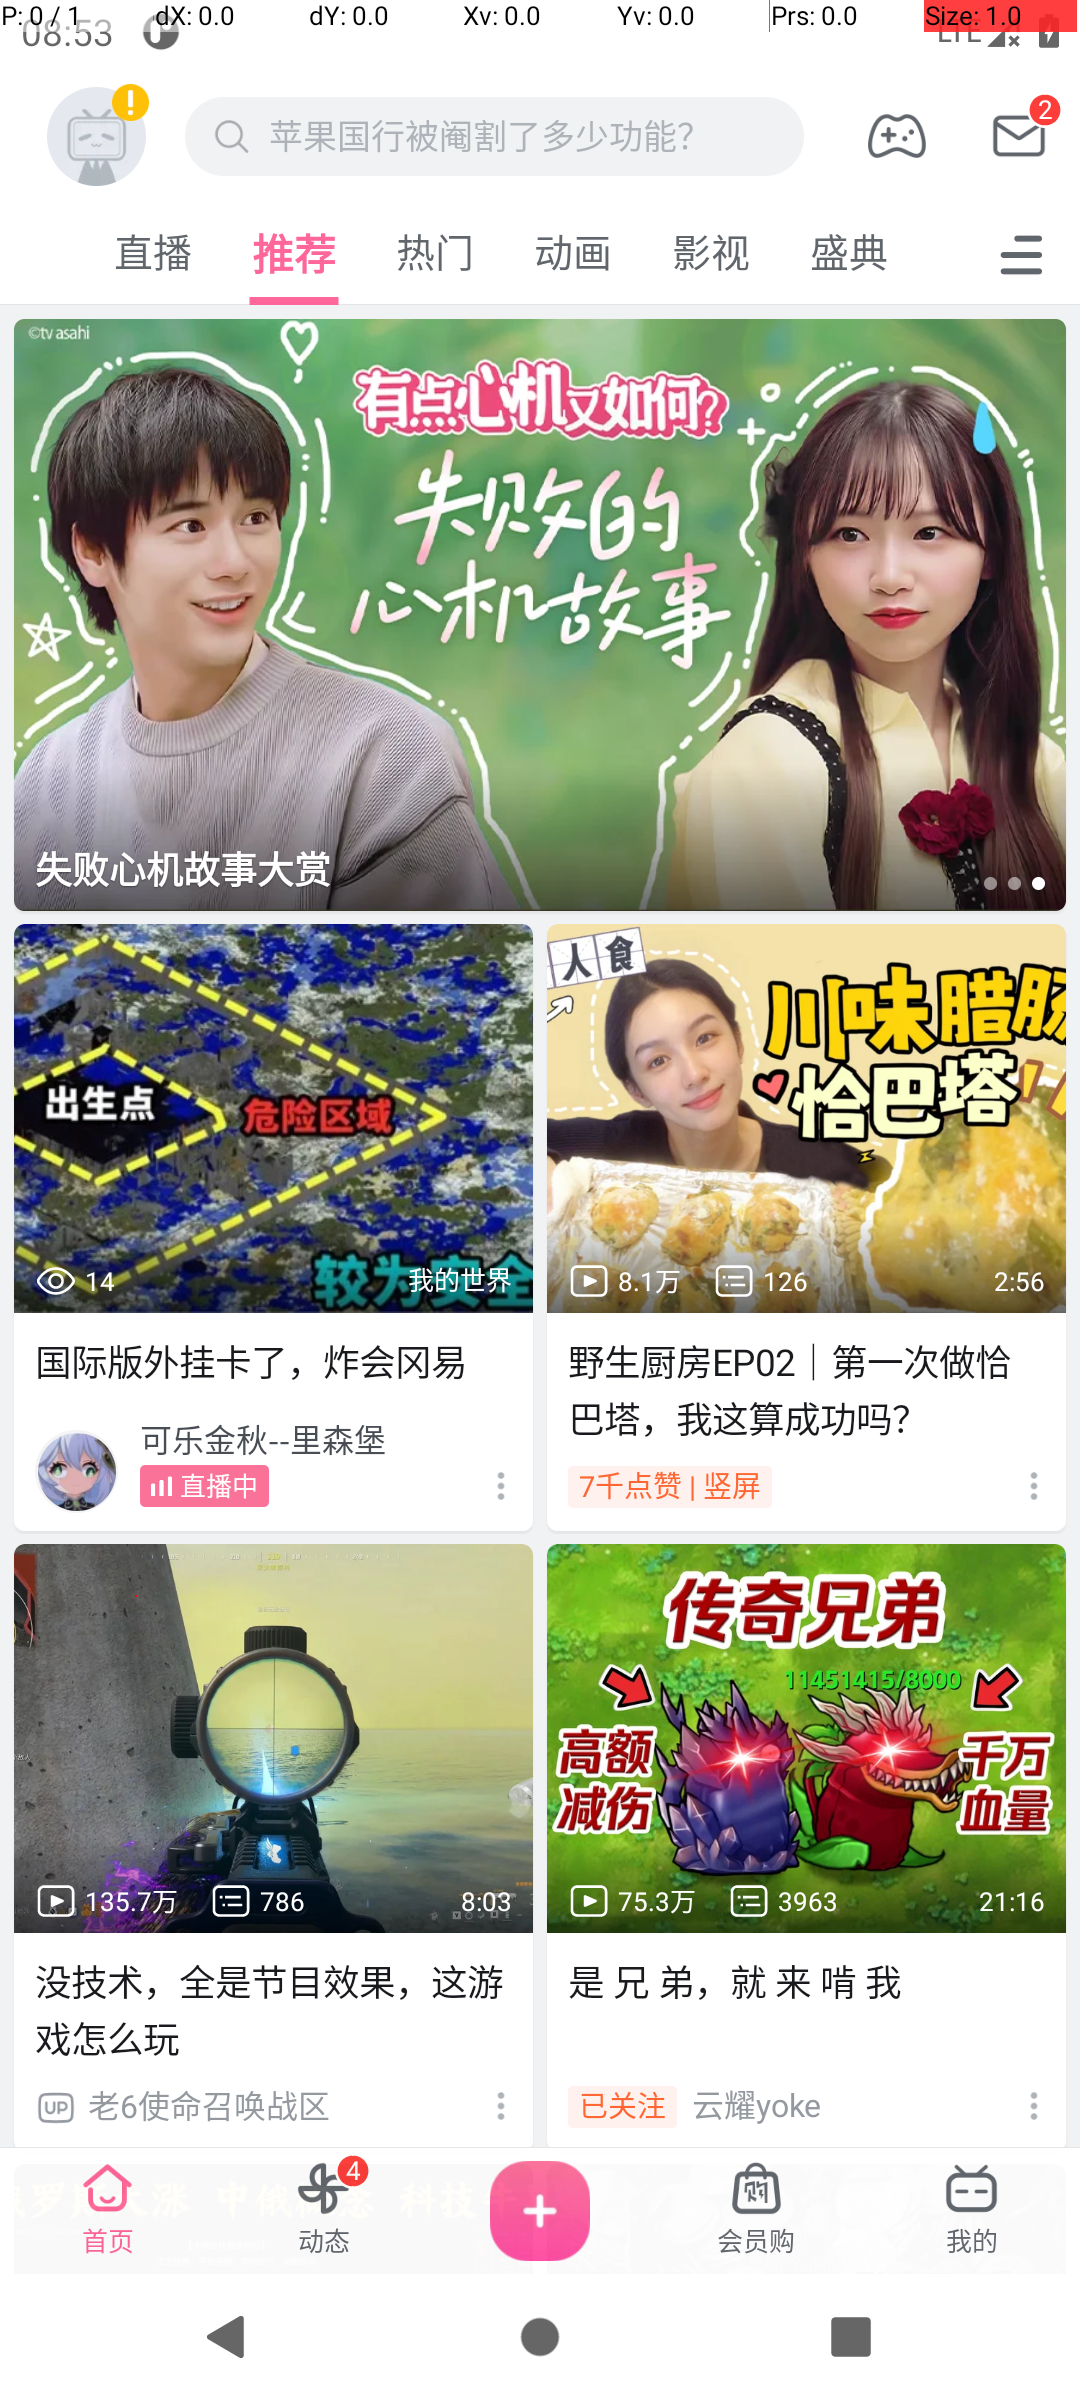 P: 0 / 1 dX: 0.0 dY: 0.0 Xv: 0.0 Yv: 0.0 Prs: 0.0 Size: 1.0
08:53 LTE
苹果国行被阉割了多少功能? 2
直播 推荐 热门 动画 影视 盛典
©tv asahi
有点心机又如何?
失败的
心机故事
失败心机故事大赏
出生点
危险区域
较为安全
14 我的世界
国际版外挂卡了，炸会冈易
可乐金秋--里森堡
直播中
人食
川味腊肠
恰巴塔
8.1万 126 2:56
野生厨房EP02｜第一次做恰
巴塔，我这算成功吗?
7千点赞 | 竖屏
135.7万 786 8:03
没技术，全是节目效果，这游
戏怎么玩
UP 老6使命召唤战区
传奇兄弟
11451415/8000
高额
减伤
千万
血量
75.3万 3963 21:16
是 兄 弟，就 来 啃 我
已关注 云耀yoke
首页 动态 4 会员购 我的